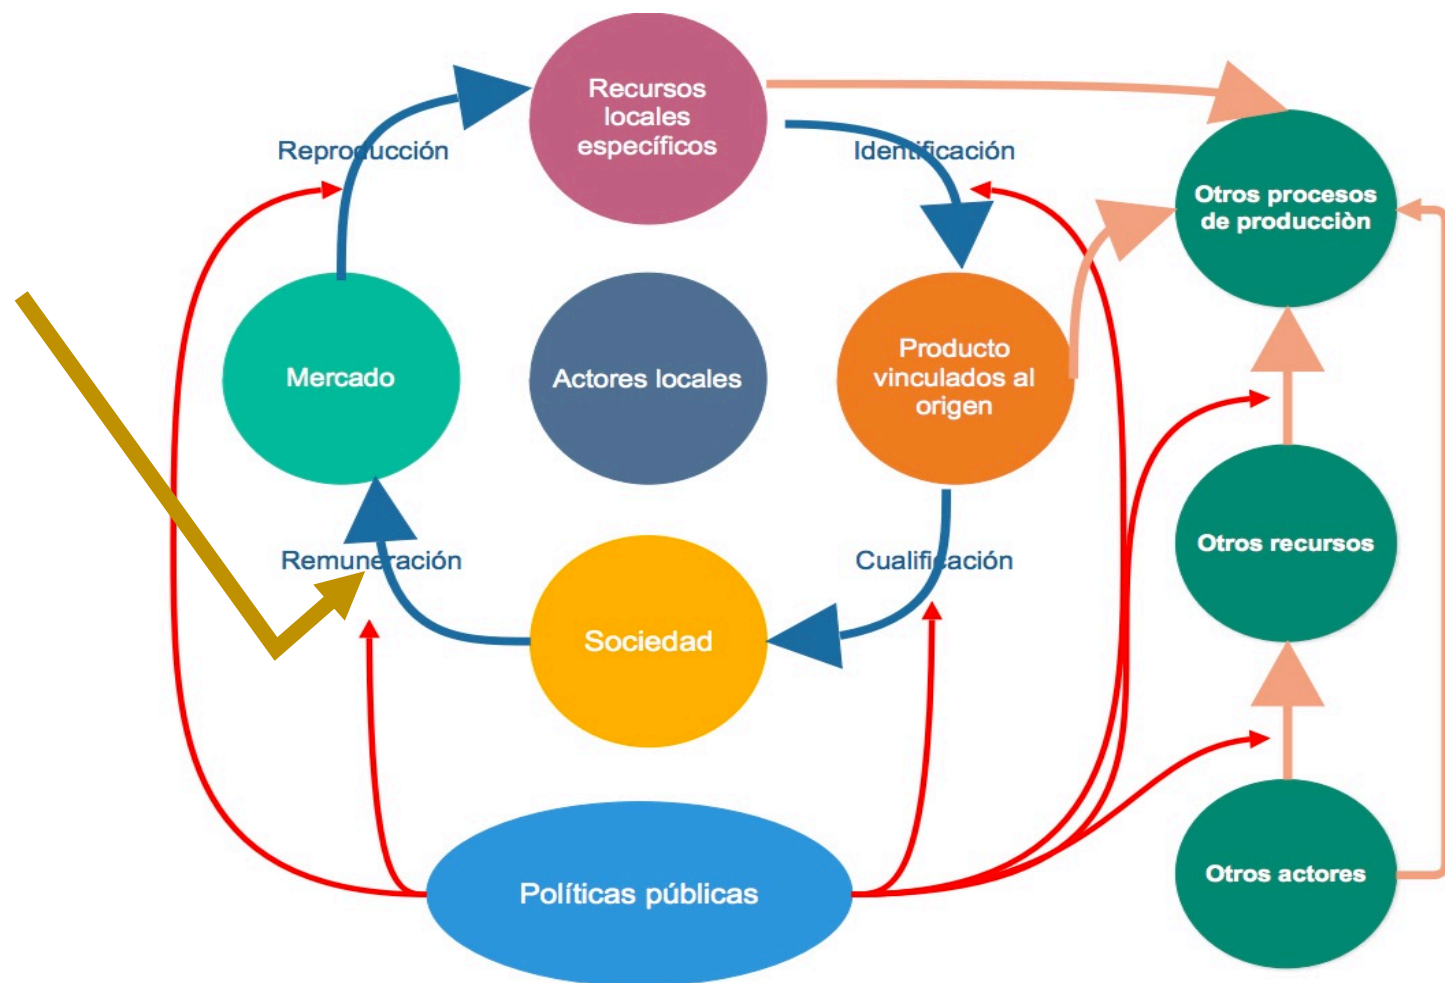 Recursos
locales
específicos
Reproducción
Identificación
Otros procesos
de producciòn
Mercado
Actores locales
Producto
vinculados al
origen
Remuneración
Cualificación
Otros recursos
Sociedad
Políticas públicas
Otros actores